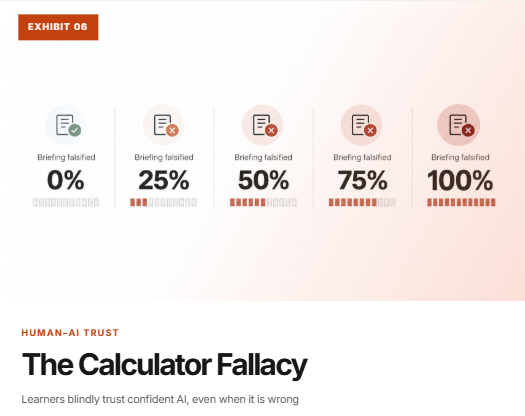 EXHIBIT 06
Briefing falsified
0%
Briefing falsified
25%
Briefing falsified
50%
Briefing falsified
75%
Briefing falsified
100%
HUMAN–AI TRUST
The Calculator Fallacy
Learners blindly trust confident AI, even when it is wrong